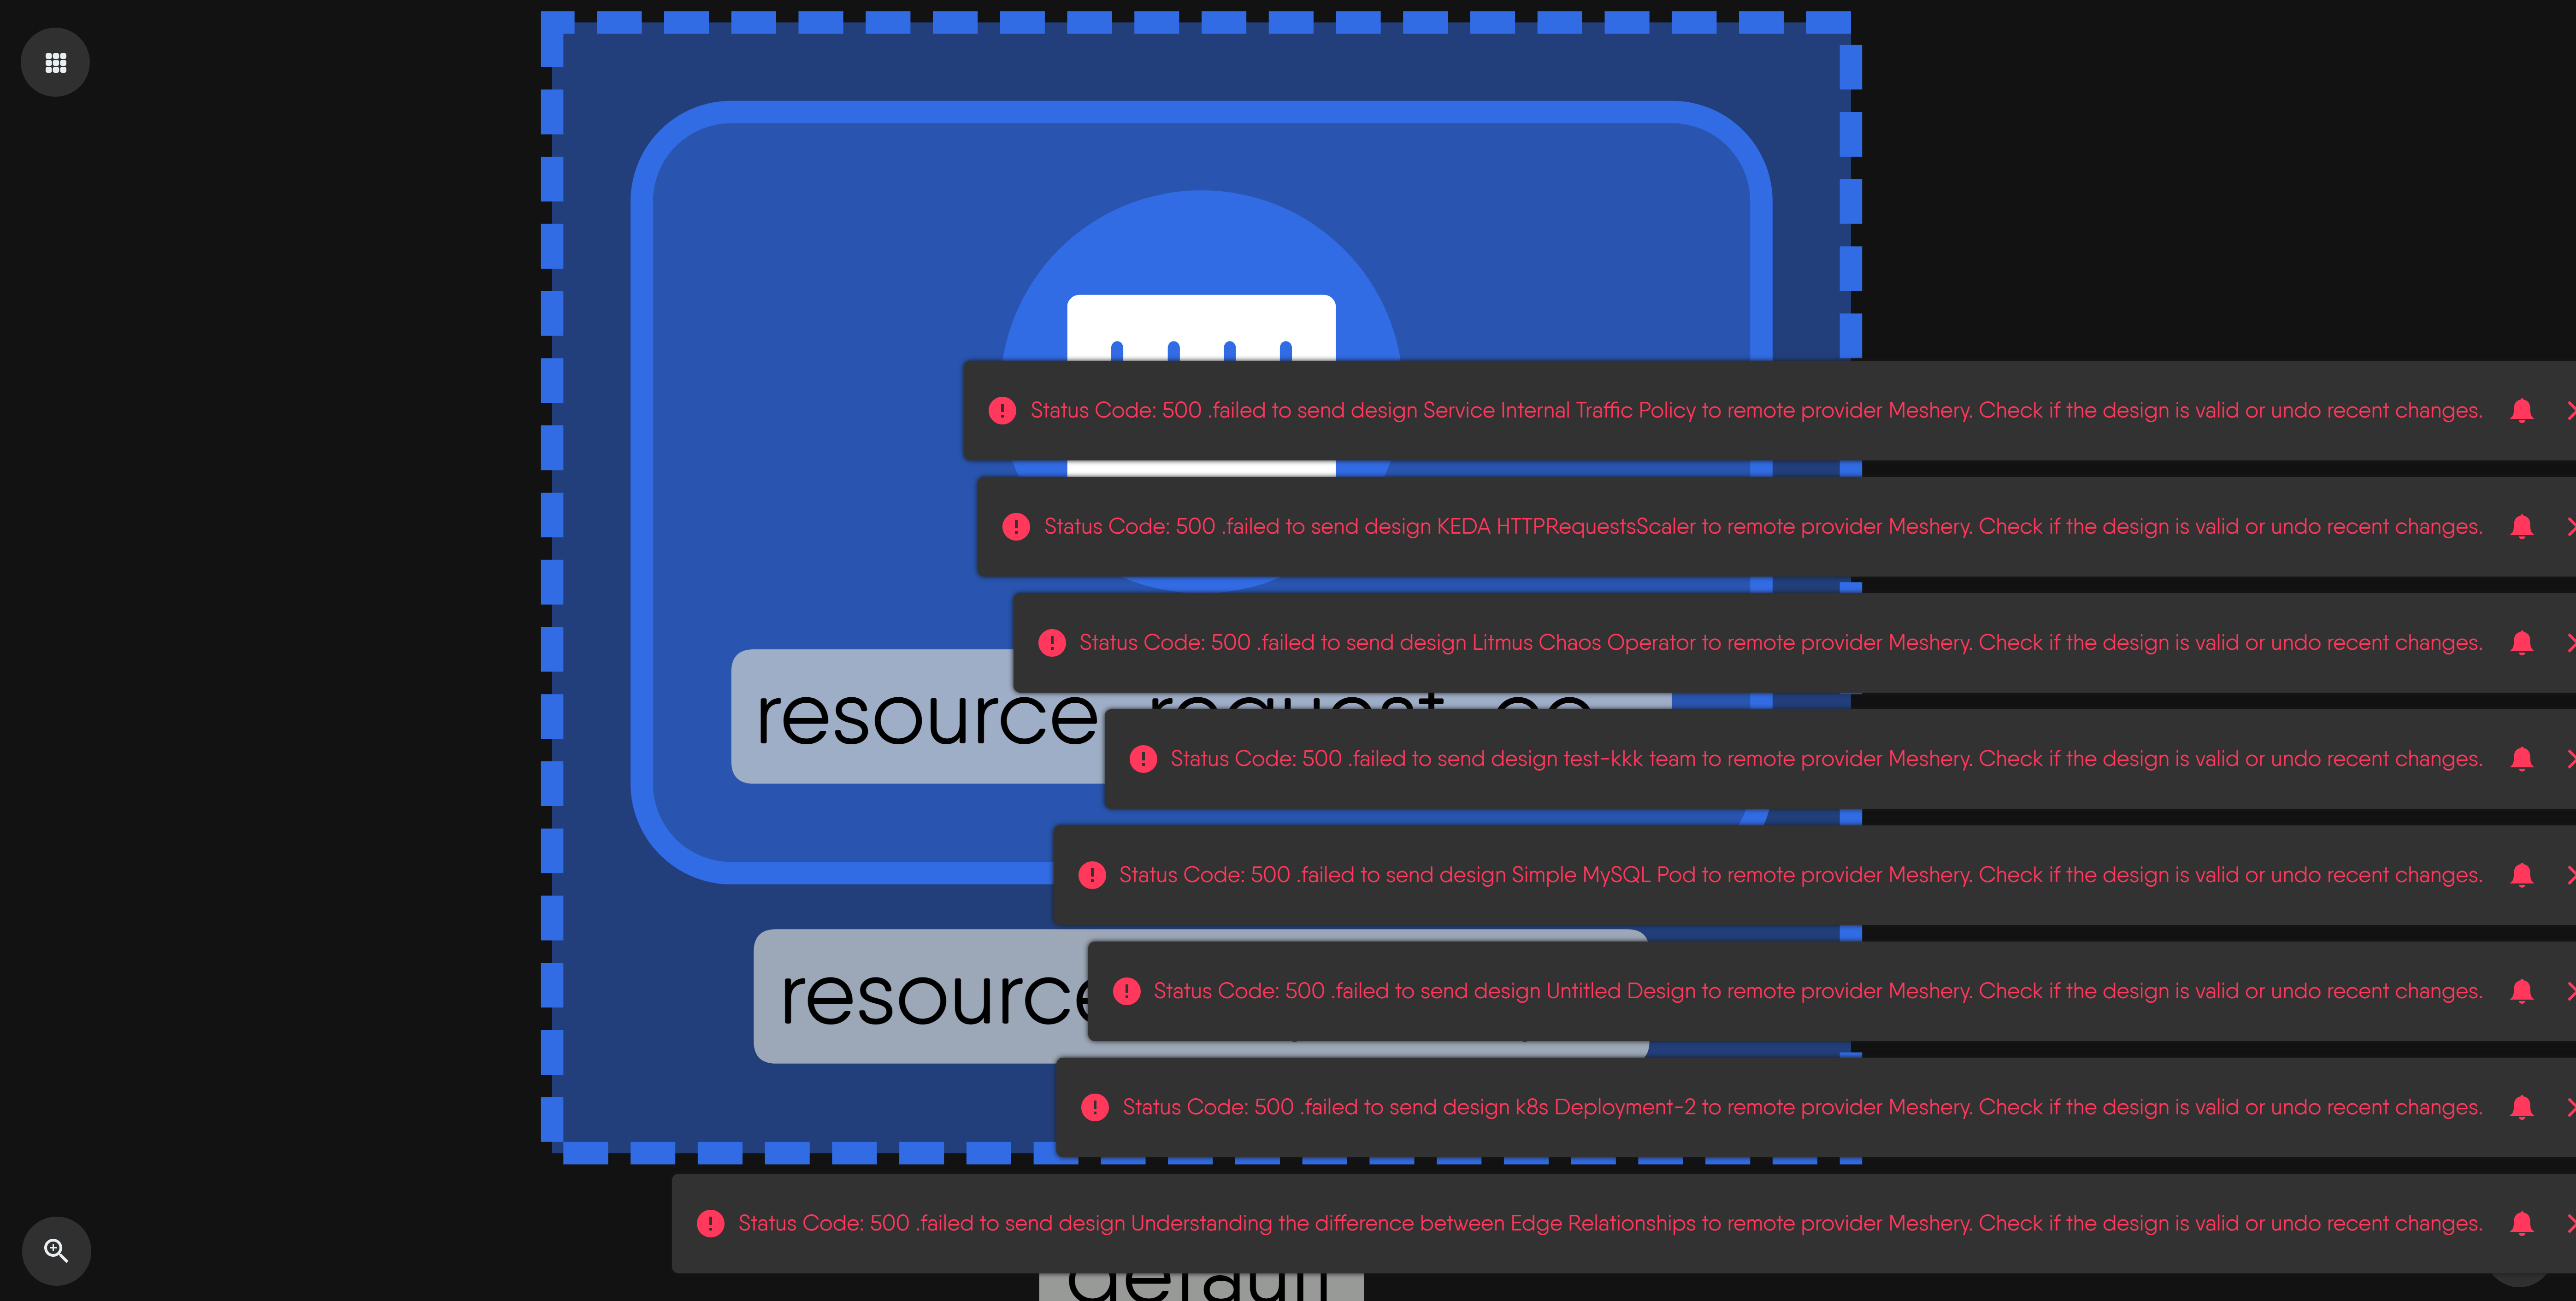 Status Code: 500 .failed to send design Service Internal Traffic Policy to remote provider Meshery. Check if the design is valid or undo recent changes.
Status Code: 500 .failed to send design KEDA HTTPRequestsScaler to remote provider Meshery. Check if the design is valid or undo recent changes.
Status Code: 500 .failed to send design Litmus Chaos Operator to remote provider Meshery. Check if the design is valid or undo recent changes.
resource request
Status Code: 500 .failed to send design test-kkk team to remote provider Meshery. Check if the design is valid or undo recent changes.
Status Code: 500 .failed to send design Simple MySQL Pod to remote provider Meshery. Check if the design is valid or undo recent changes.
resource
Status Code: 500 .failed to send design Untitled Design to remote provider Meshery. Check if the design is valid or undo recent changes.
Status Code: 500 .failed to send design k8s Deployment-2 to remote provider Meshery. Check if the design is valid or undo recent changes.
Status Code: 500 .failed to send design Understanding the difference between Edge Relationships to remote provider Meshery. Check if the design is valid or undo recent changes.
default